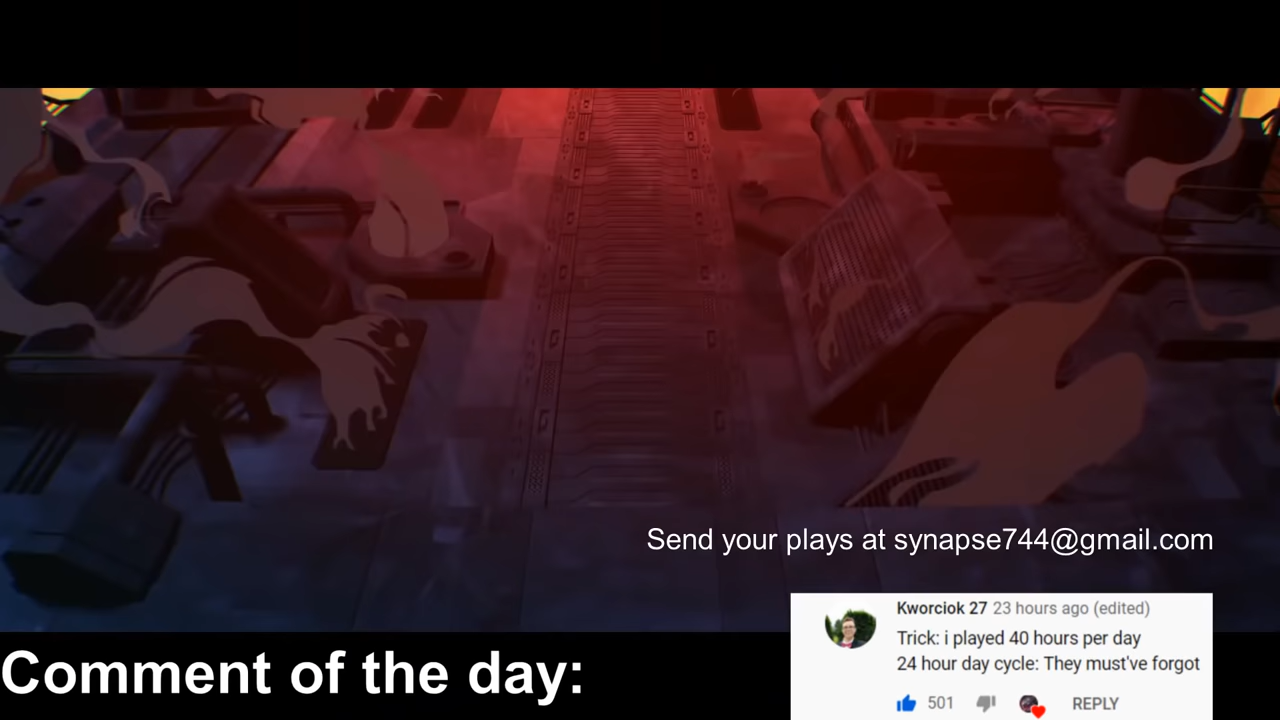 Send your plays at synapse744@gmail.com
Kworciok 27 23 hours ago (edited)
Trick: i played 40 hours per day
24 hour day cycle: They must've forgot
501 REPLY
Comment of the day: